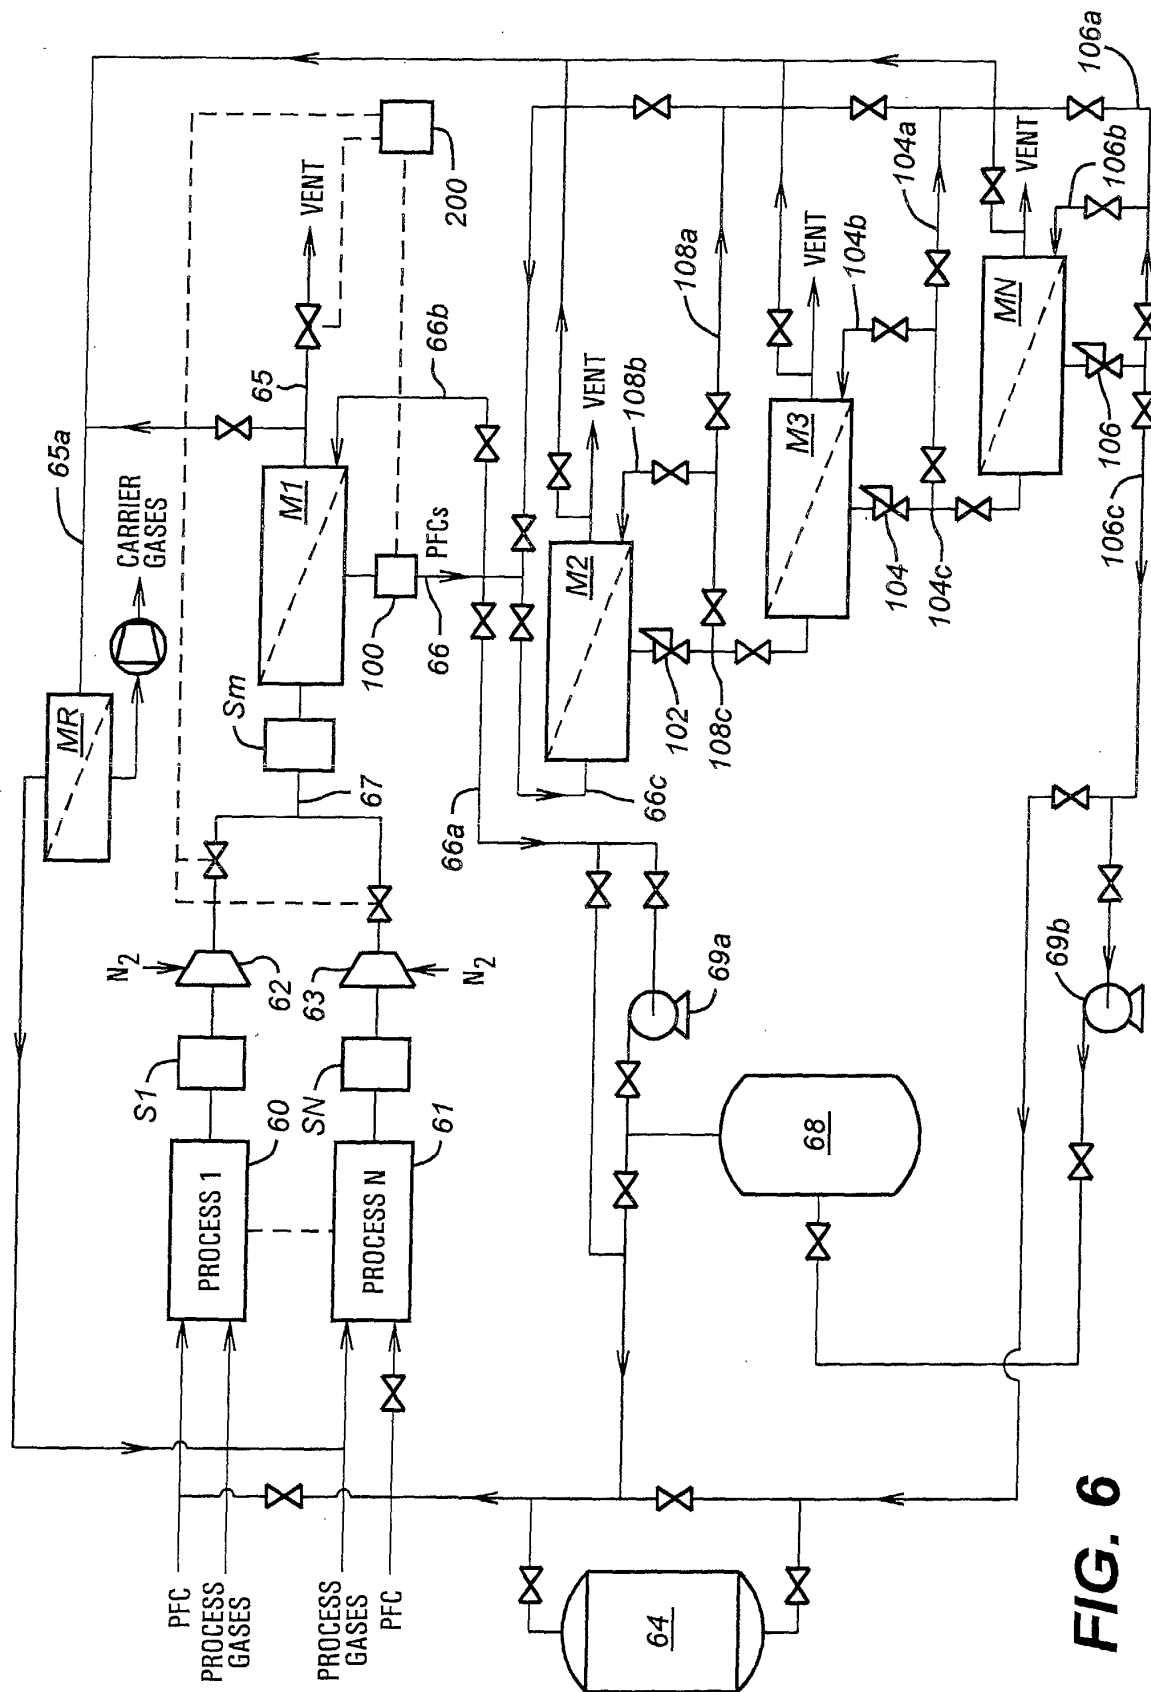 PFC
PROCESS
GASES
PROCESS
GASES
PFC
PROCESS 1
60
PROCESS N
61
S1
SN
N2
62
63
N2
67
Sm
MR
CARRIER
GASES
65a
M1
65
VENT
200
100
66
PFCs
66b
66a
66c
M2
VENT
102
108a
108b
108c
M3
VENT
104
104a
104b
104c
MN
VENT
106
106a
106b
106c
69a
69b
68
64
FIG. 6